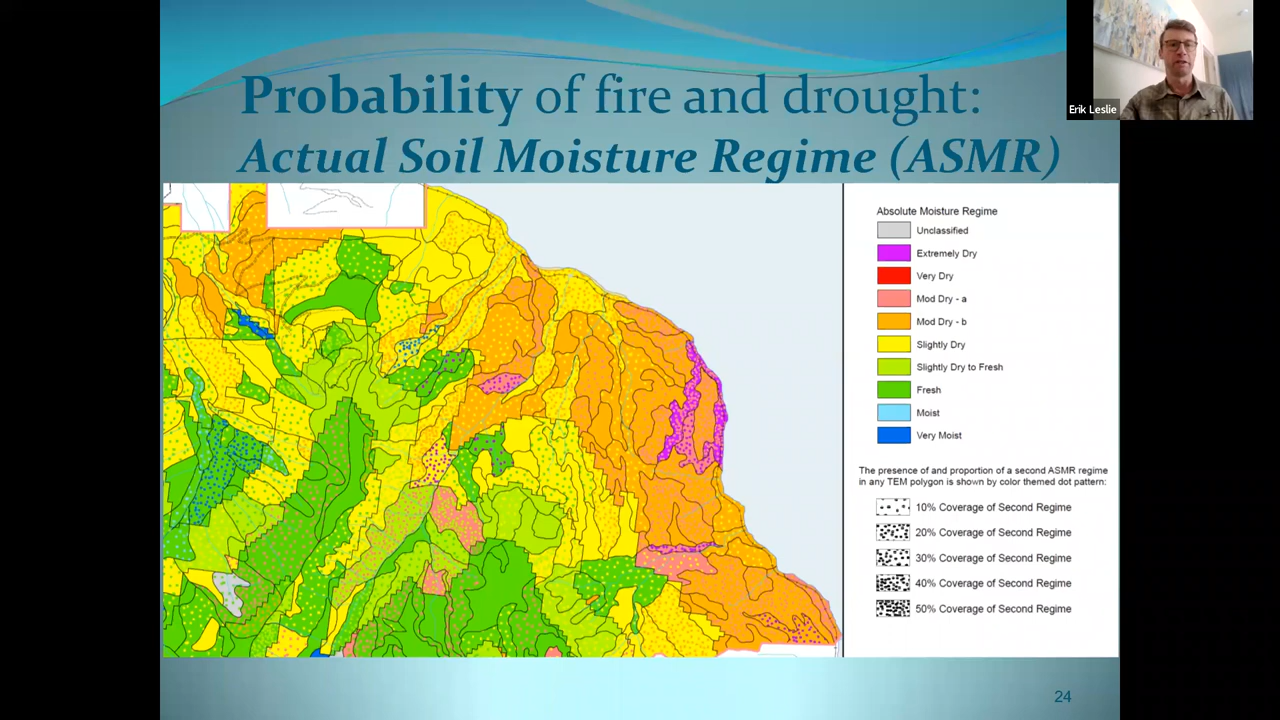 Probability of fire and drought:
Actual Soil Moisture Regime (ASMR)
Erik Leslie
Absolute Moisture Regime
Unclassified
Extremely Dry
Very Dry
Mod Dry - a
Mod Dry - b
Slightly Dry
Slightly Dry to Fresh
Fresh
Moist
Very Moist
The presence of and proportion of a second ASMR regime
in any TEM polygon is shown by color themed dot pattern:
10% Coverage of Second Regime
20% Coverage of Second Regime
30% Coverage of Second Regime
40% Coverage of Second Regime
50% Coverage of Second Regime
24